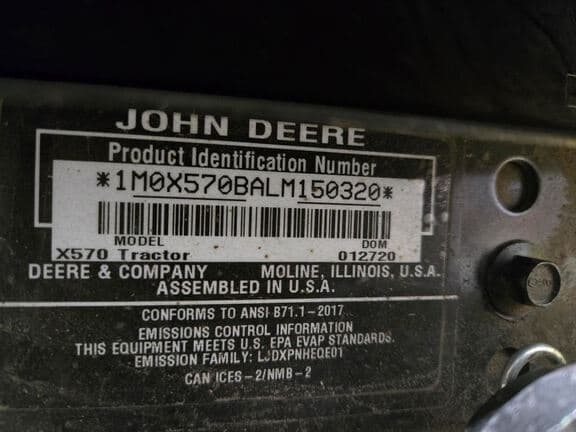 JOHN DEERE
Product Identification Number
*1M0X570BALM150320*
MODEL DOM
X570 Tractor 012720
DEERE & COMPANY MOLINE, ILLINOIS, U.S.A.
ASSEMBLED IN U.S.A.
CONFORMS TO ANSI B71.1-2017
EMISSIONS CONTROL INFORMATION
THIS EQUIPMENT MEETS U.S. EPA EVAP STANDARDS.
EMISSION FAMILY: LJDXPNHEQE01
CAN ICES-2/NMB-2